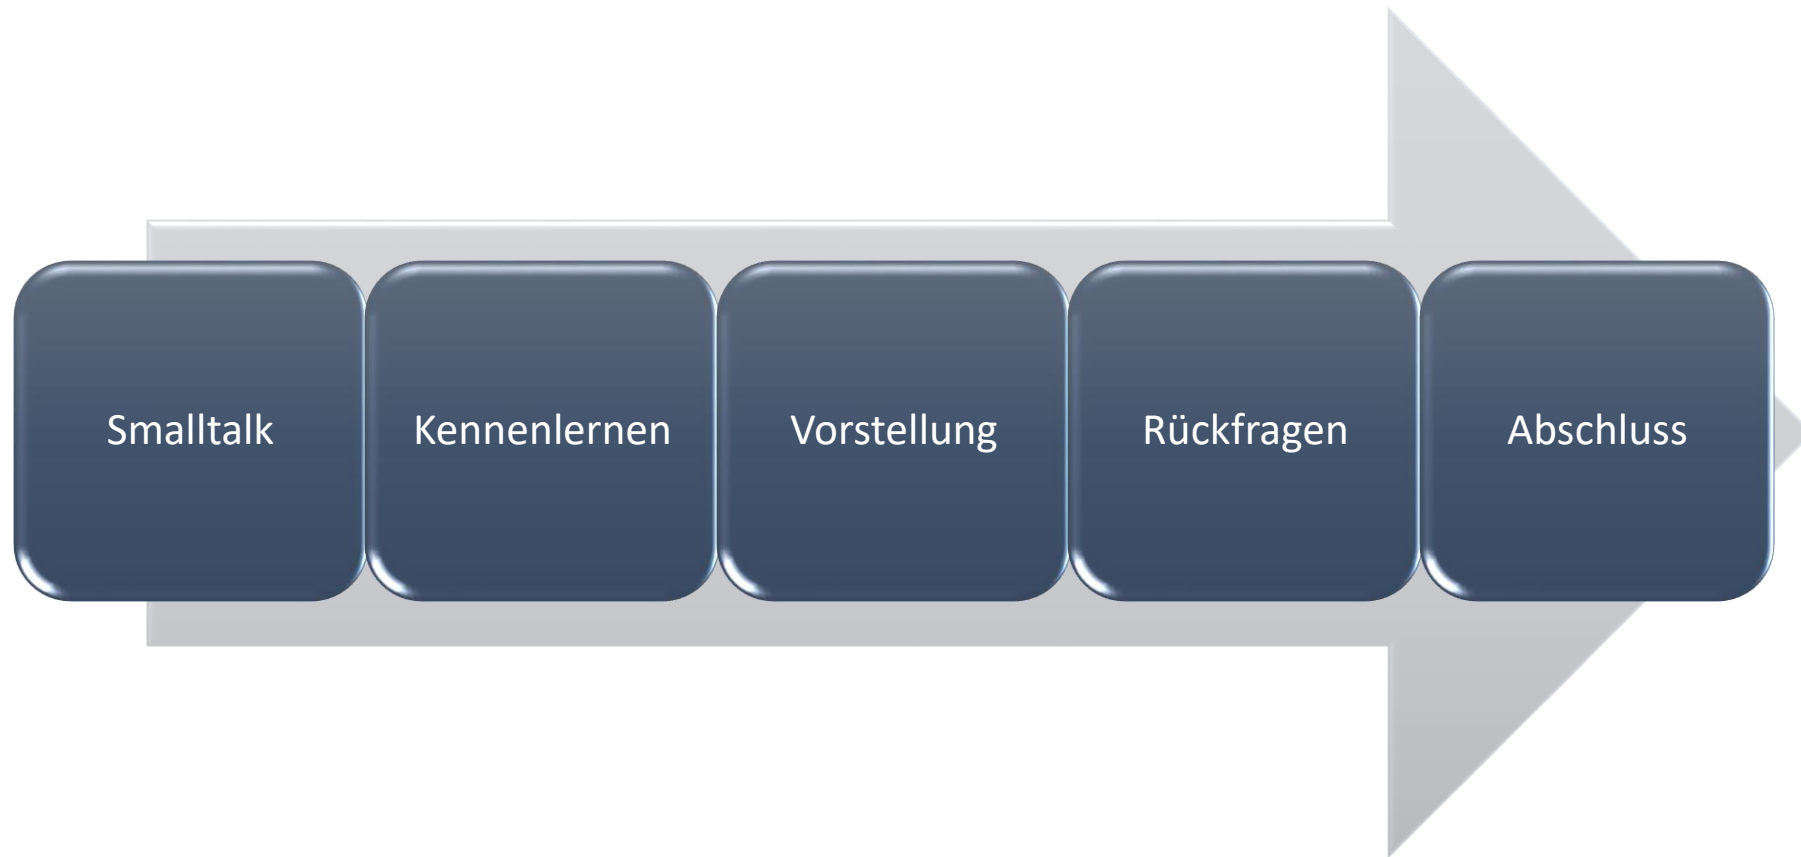 Smalltalk
Kennenlernen
Vorstellung
Rückfragen
Abschluss